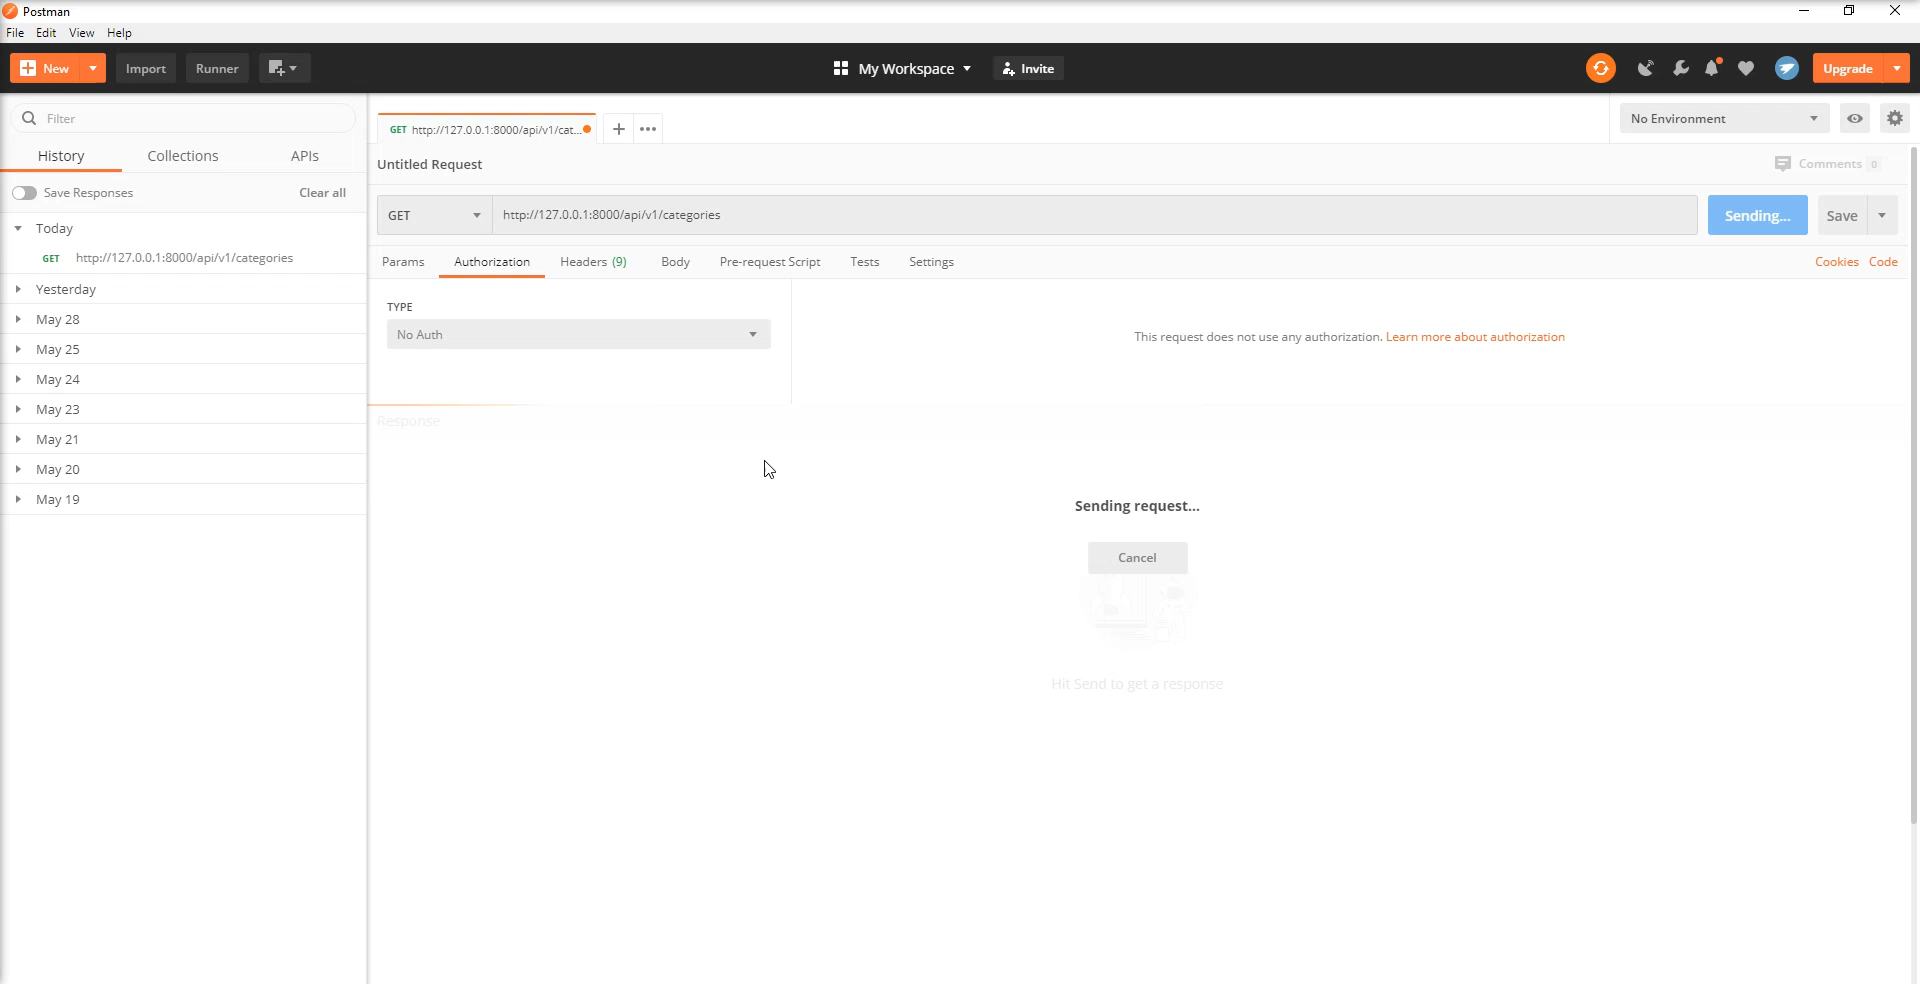 Postman
File Edit View Help
New Import Runner My Workspace Invite Upgrade
Filter
History Collections APIs
Save Responses Clear all
Today
GET http://127.0.0.1:8000/api/v1/categories
Yesterday
May 28
May 25
May 24
May 23
May 21
May 20
May 19
GET http://127.0.0.1:8000/api/v1/cat...
No Environment
Untitled Request
Comments 0
GET http://127.0.0.1:8000/api/v1/categories Sending... Save
Params Authorization Headers (9) Body Pre-request Script Tests Settings Cookies Code
TYPE
No Auth
This request does not use any authorization. Learn more about authorization
Response
Sending request...
Cancel
Hit Send to get a response